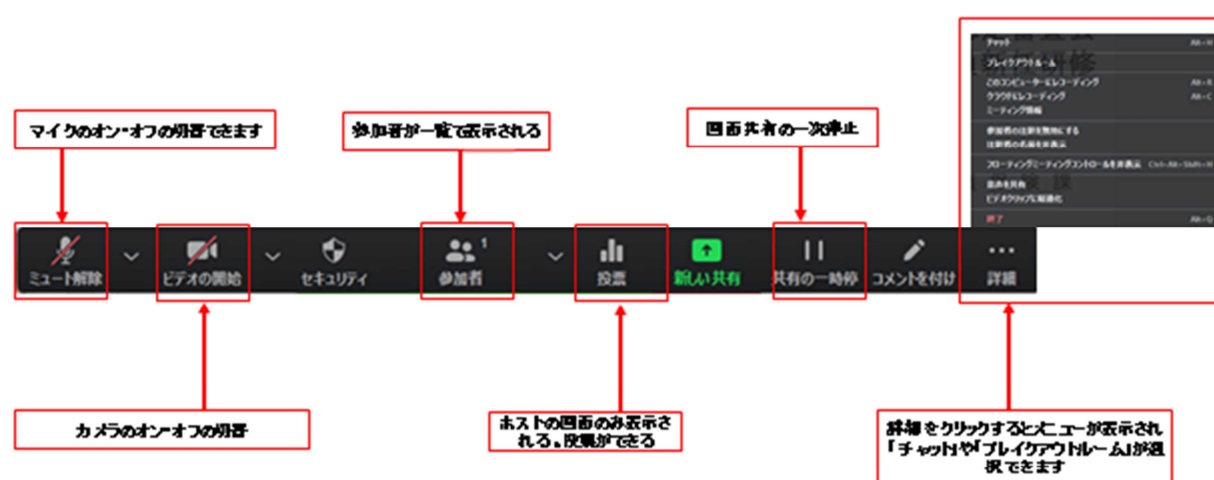 チャット Alt+H
新任研修
ブレイクアウトルーム
このコンピューターにレコーディング Alt+R
クラウドにレコーディング Alt+C
ミーティング情報
参加者の注釈を無効にする
注釈者の名前を非表示
フローティングミーティングコントロールを非表示 Ctrl+Alt+Shift+H
音声を共有
課
ビデオクリップに最適化
終了 Alt+Q
マイクのオン・オフの切替できます
参加者が一覧で表示される
画面共有の一次停止
ミュート解除
ビデオの開始
セキュリティ
1
参加者
投票
新しい共有
共有の一時停
コメントを付け
詳細
カメラのオン・オフの切替
ホストの画面のみ表示さ
れる。投票ができる
詳細をクリックするとメニューが表示され
「チャット」や「ブレイクアウトルーム」が選
択できます